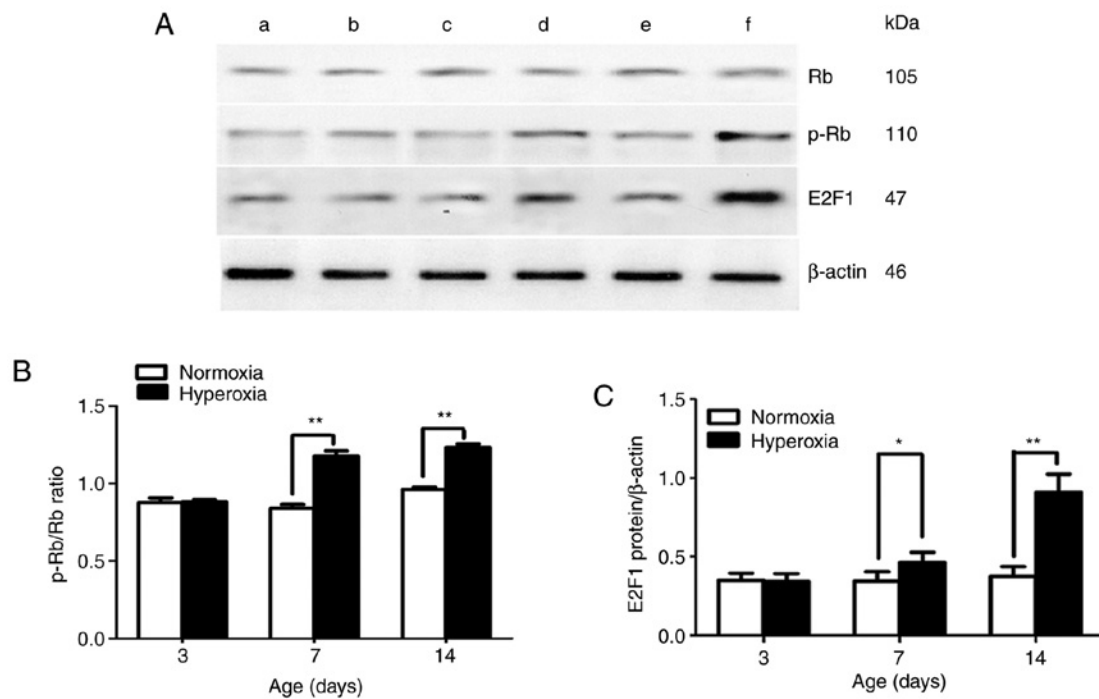 A a b c d e f kDa
Rb 105
p-Rb 110
E2F1 47
β-actin 46
B
Normoxia
Hyperoxia
p-Rb/Rb ratio
1.5
1.0
0.5
0.0
** **
3 7 14
Age (days)
C
Normoxia
Hyperoxia
E2F1 protein/β-actin
1.5
1.0
0.5
0.0
* **
3 7 14
Age (days)